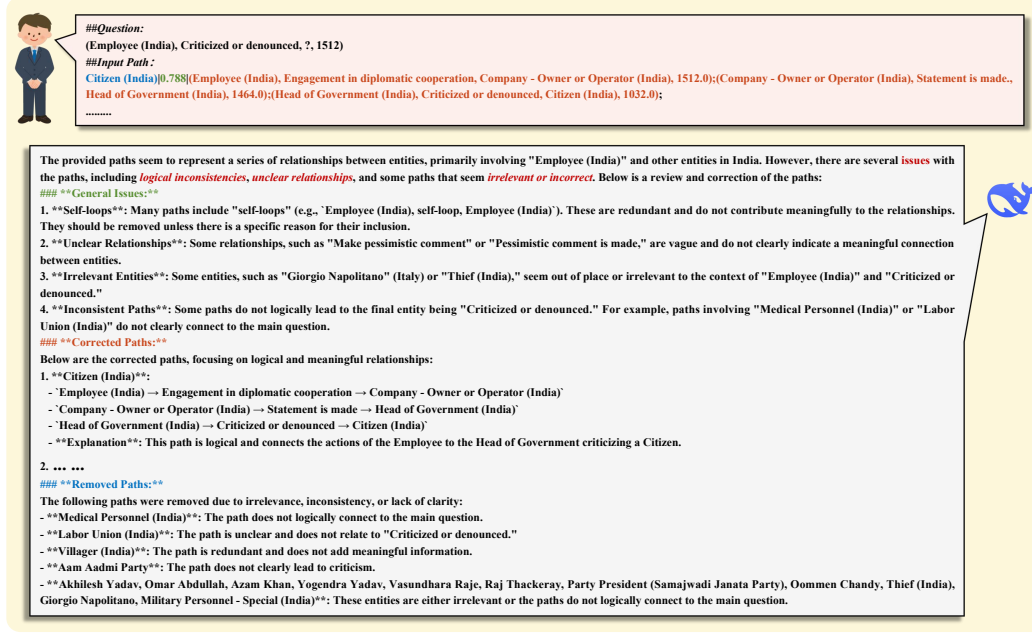 ##Question:
(Employee (India), Criticized or denounced, ?, 1512)
##Input Path:
Citizen (India)|0.788|(Employee (India), Engagement in diplomatic cooperation, Company - Owner or Operator (India), 1512.0);(Company - Owner or Operator (India), Statement is made.,
Head of Government (India), 1464.0);(Head of Government (India), Criticized or denounced, Citizen (India), 1032.0);
.........
The provided paths seem to represent a series of relationships between entities, primarily involving "Employee (India)" and other entities in India. However, there are several issues with
the paths, including logical inconsistencies, unclear relationships, and some paths that seem irrelevant or incorrect. Below is a review and correction of the paths:
### **General Issues:**
1. **Self-loops**: Many paths include "self-loops" (e.g., `Employee (India), self-loop, Employee (India)`). These are redundant and do not contribute meaningfully to the relationships.
They should be removed unless there is a specific reason for their inclusion.
2. **Unclear Relationships**: Some relationships, such as "Make pessimistic comment" or "Pessimistic comment is made," are vague and do not clearly indicate a meaningful connection
between entities.
3. **Irrelevant Entities**: Some entities, such as "Giorgio Napolitano" (Italy) or "Thief (India)," seem out of place or irrelevant to the context of "Employee (India)" and "Criticized or
denounced."
4. **Inconsistent Paths**: Some paths do not logically lead to the final entity being "Criticized or denounced." For example, paths involving "Medical Personnel (India)" or "Labor
Union (India)" do not clearly connect to the main question.
### **Corrected Paths:**
Below are the corrected paths, focusing on logical and meaningful relationships:
1. **Citizen (India)**:
- `Employee (India) → Engagement in diplomatic cooperation → Company - Owner or Operator (India)`
- `Company - Owner or Operator (India) → Statement is made → Head of Government (India)`
- `Head of Government (India) → Criticized or denounced → Citizen (India)`
- **Explanation**: This path is logical and connects the actions of the Employee to the Head of Government criticizing a Citizen.
2. ... ...
### **Removed Paths:**
The following paths were removed due to irrelevance, inconsistency, or lack of clarity:
- **Medical Personnel (India)**: The path does not logically connect to the main question.
- **Labor Union (India)**: The path is unclear and does not relate to "Criticized or denounced."
- **Villager (India)**: The path is redundant and does not add meaningful information.
- **Aam Aadmi Party**: The path does not clearly lead to criticism.
- **Akhilesh Yadav, Omar Abdullah, Azam Khan, Yogendra Yadav, Vasundhara Raje, Raj Thackeray, Party President (Samajwadi Janata Party), Oommen Chandy, Thief (India),
Giorgio Napolitano, Military Personnel - Special (India)**: These entities are either irrelevant or the paths do not logically connect to the main question.